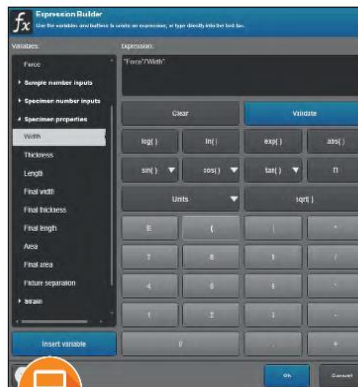 fx Expression Builder
Use the variables and buttons to create an expression, or type directly into the text box.
Variables:
Expression:
Force
Sample number inputs
Specimen number inputs
Specimen properties
Width
Thickness
Length
Final width
Final thickness
Final length
Area
Final area
Fixture separation
Strain
Insert variable
"Force"/"Width"
Clear
Validate
log( )
ln( )
exp( )
abs( )
sin( )
cos( )
tan( )
Π
Units
sqrt( )
E
(
)
7
8
9
/
4
5
6
1
2
3
-
0
.
+
Ok
Cancel